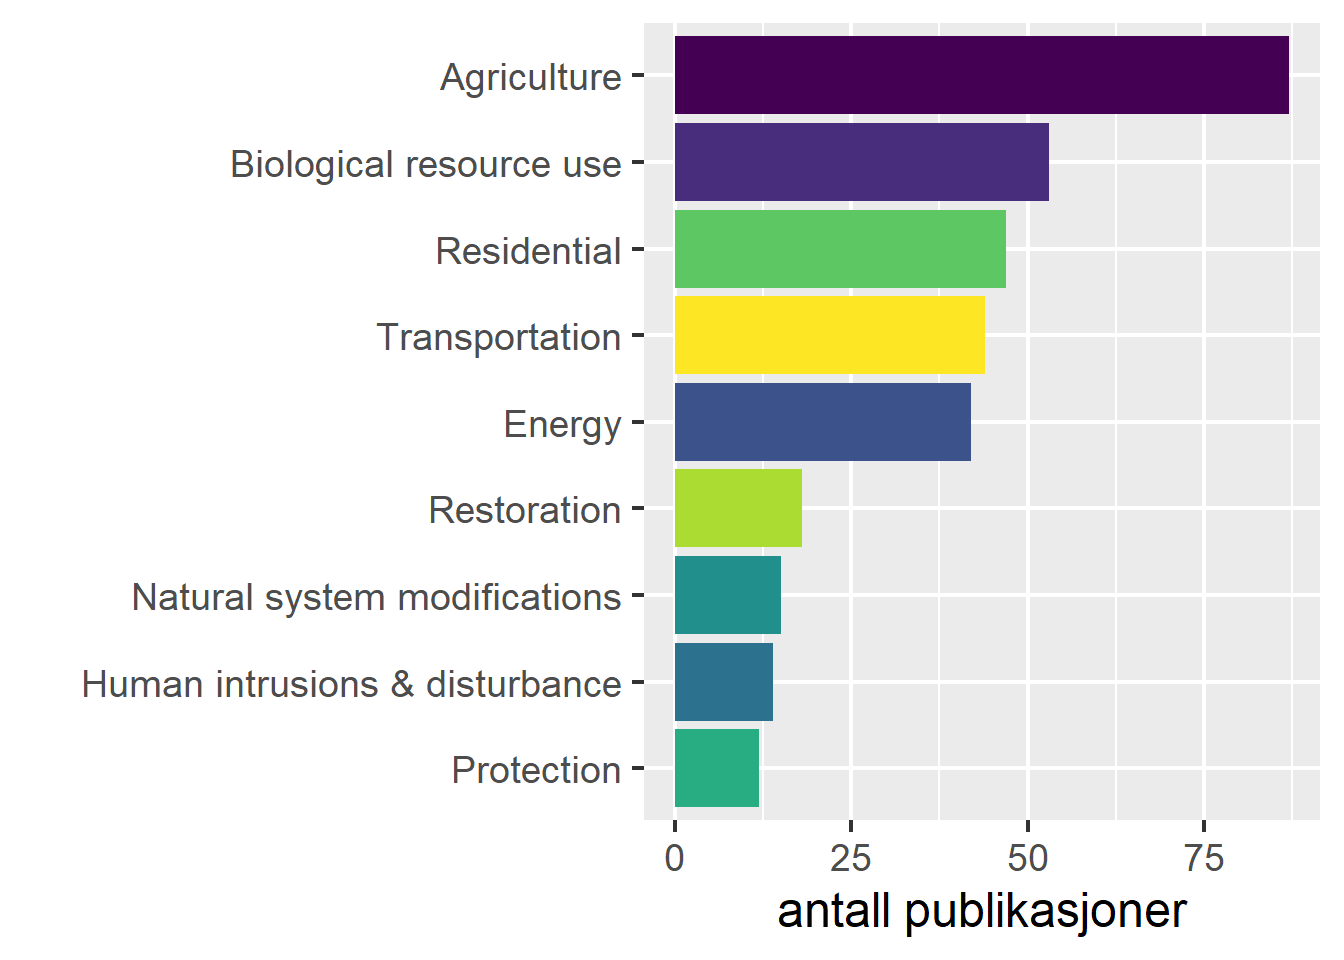 Agriculture
Biological resource use
Residential
Transportation
Energy
Restoration
Natural system modifications
Human intrusions & disturbance
Protection
0 25 50 75
antall publikasjoner